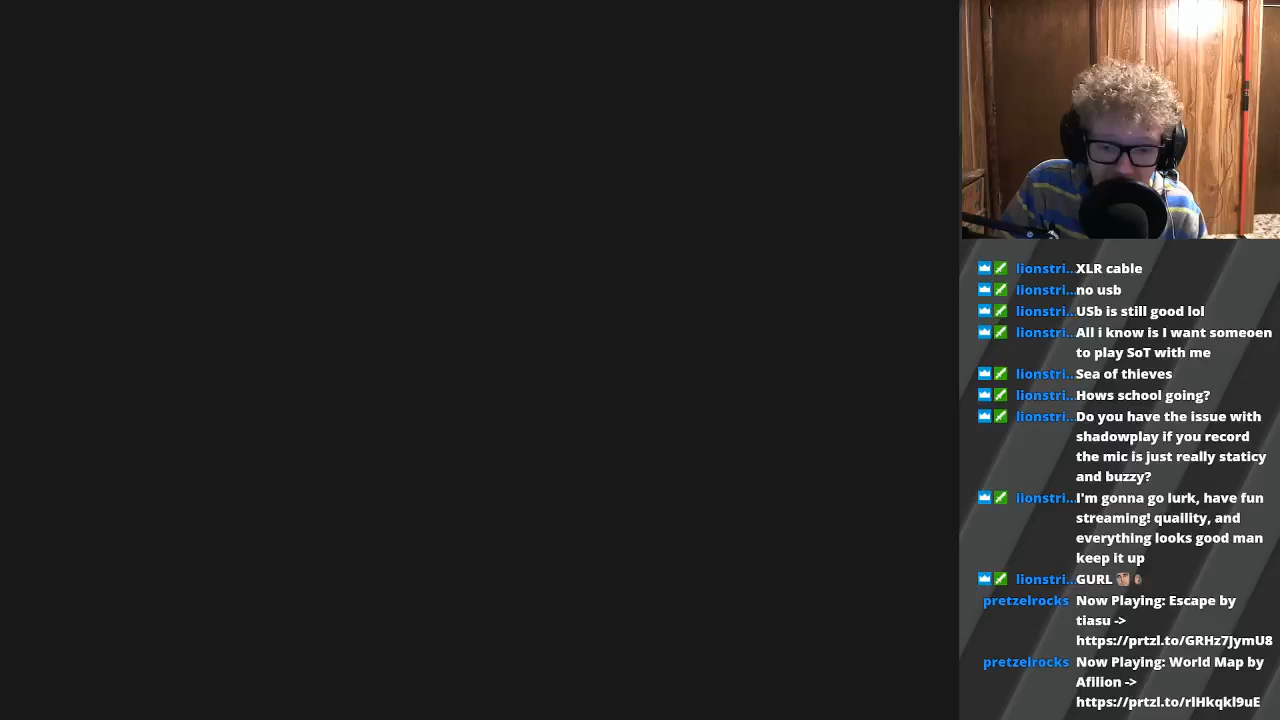 lionstri... XLR cable
lionstri... no usb
lionstri... USb is still good lol
lionstri... All i know is I want someoen
to play SoT with me
lionstri... Sea of thieves
lionstri... Hows school going?
lionstri... Do you have the issue with
shadowplay if you record
the mic is just really staticy
and buzzy?
lionstri... I'm gonna go lurk, have fun
streaming! quaility, and
everything looks good man
keep it up
lionstri... GURL
pretzelrocks Now Playing: Escape by
tiasu ->
https://prtzl.to/GRHz7JymU8
pretzelrocks Now Playing: World Map by
Afilion ->
https://prtzl.to/rlHkqkl9uE